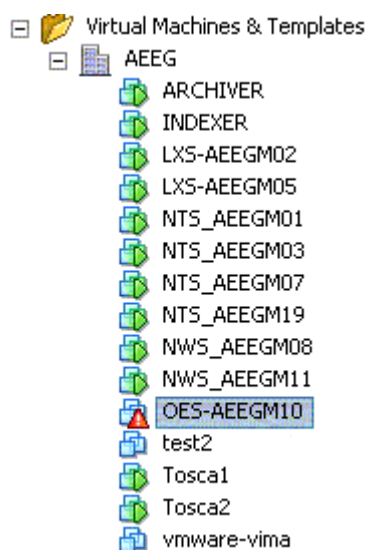 Virtual Machines & Templates
AEEG
ARCHIVER
INDEXER
LXS-AEEGM02
LXS-AEEGM05
NTS_AEEGM01
NTS_AEEGM03
NTS_AEEGM07
NTS_AEEGM19
NWS_AEEGM08
NWS_AEEGM11
OES-AEEGM10
test2
Tosca1
Tosca2
vmware-vima